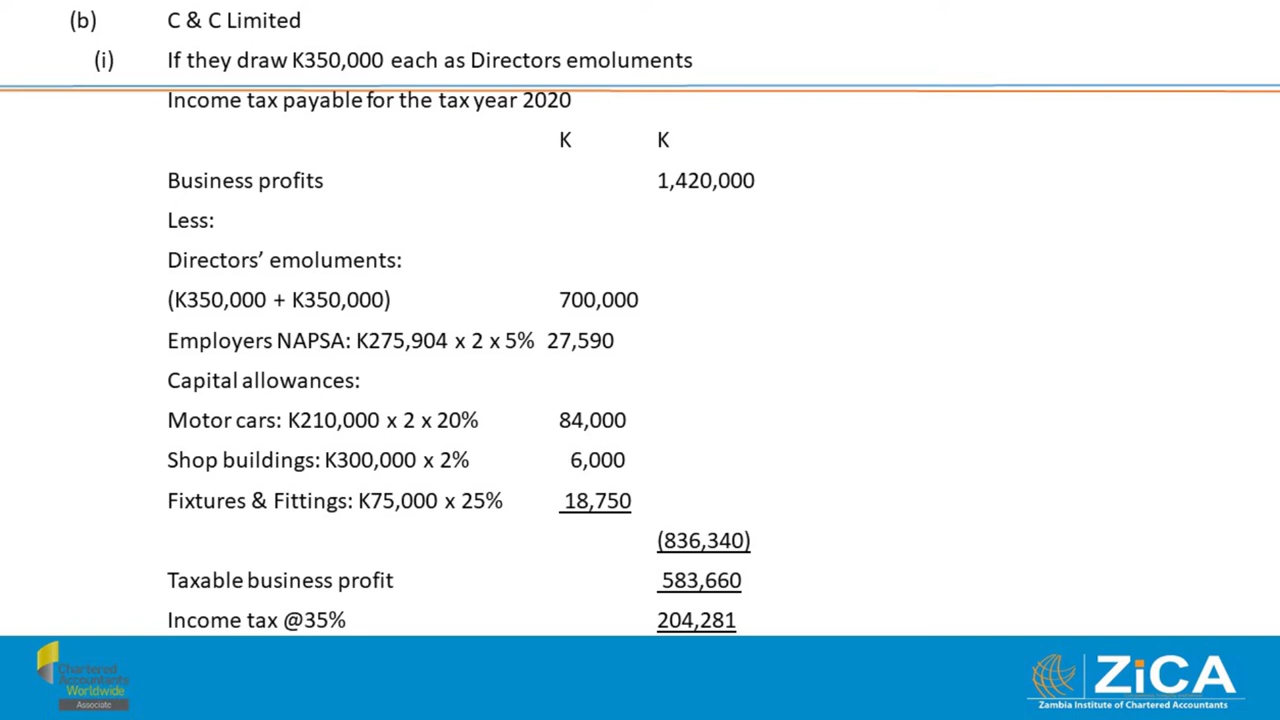 (b) C & C Limited
(i) If they draw K350,000 each as Directors emoluments
Income tax payable for the tax year 2020
K K
Business profits 1,420,000
Less:
Directors’ emoluments:
(K350,000 + K350,000) 700,000
Employers NAPSA: K275,904 x 2 x 5% 27,590
Capital allowances:
Motor cars: K210,000 x 2 x 20% 84,000
Shop buildings: K300,000 x 2% 6,000
Fixtures & Fittings: K75,000 x 25% 18,750
(836,340)
Taxable business profit 583,660
Income tax @35% 204,281
Chartered
Accountants
Worldwide
Associate
ZiCA
Zambia Institute of Chartered Accountants